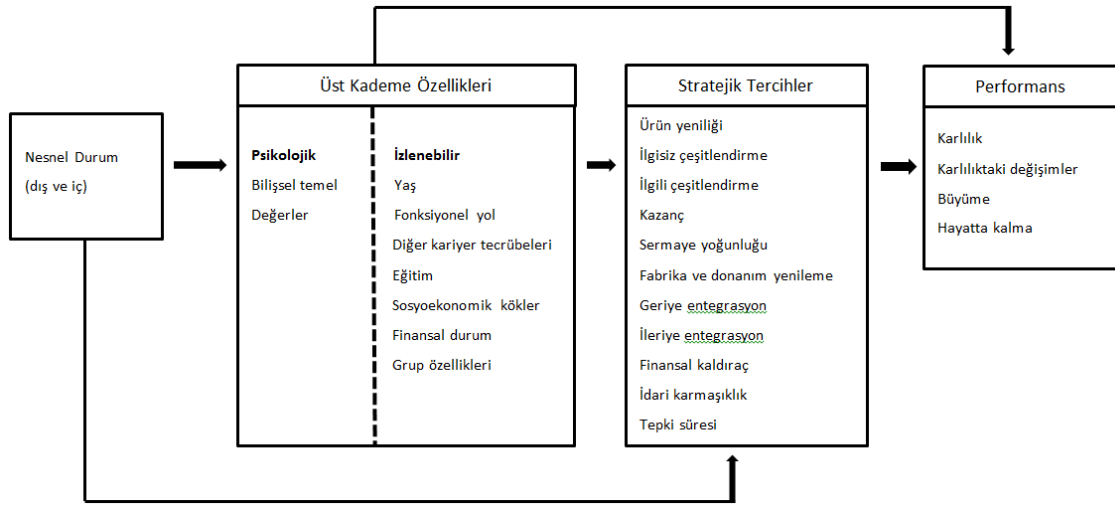 Nesnel Durum
(dış ve iç)
Üst Kademe Özellikleri
Psikolojik
Bilişsel temel
Değerler
İzlenebilir
Yaş
Fonksiyonel yol
Diğer kariyer tecrübeleri
Eğitim
Sosyoekonomik kökler
Finansal durum
Grup özellikleri
Stratejik Tercihler
Ürün yeniliği
İlgisiz çeşitlendirme
İlgili çeşitlendirme
Kazanç
Sermaye yoğunluğu
Fabrika ve donanım yenileme
Geriye entegrasyon
İleriye entegrasyon
Finansal kaldıraç
İdari karmaşıklık
Tepki süresi
Performans
Karlılık
Karlılıktaki değişimler
Büyüme
Hayatta kalma